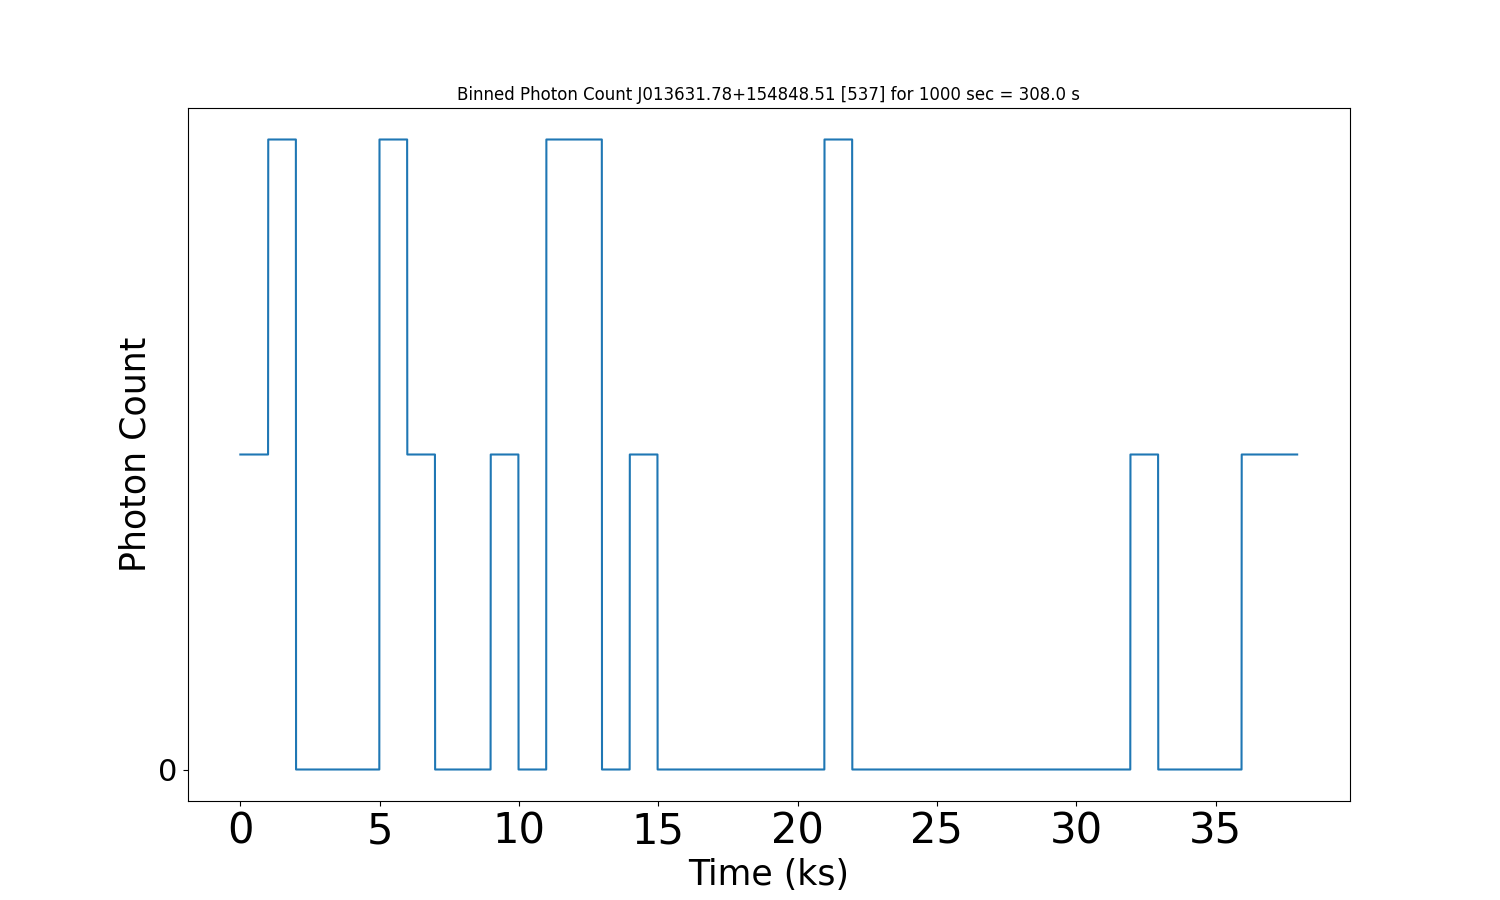 Binned Photon Count J013631.78+154848.51 [537] for 1000 sec = 308.0 s
Photon Count
0
0 5 10 15 20 25 30 35
Time (ks)